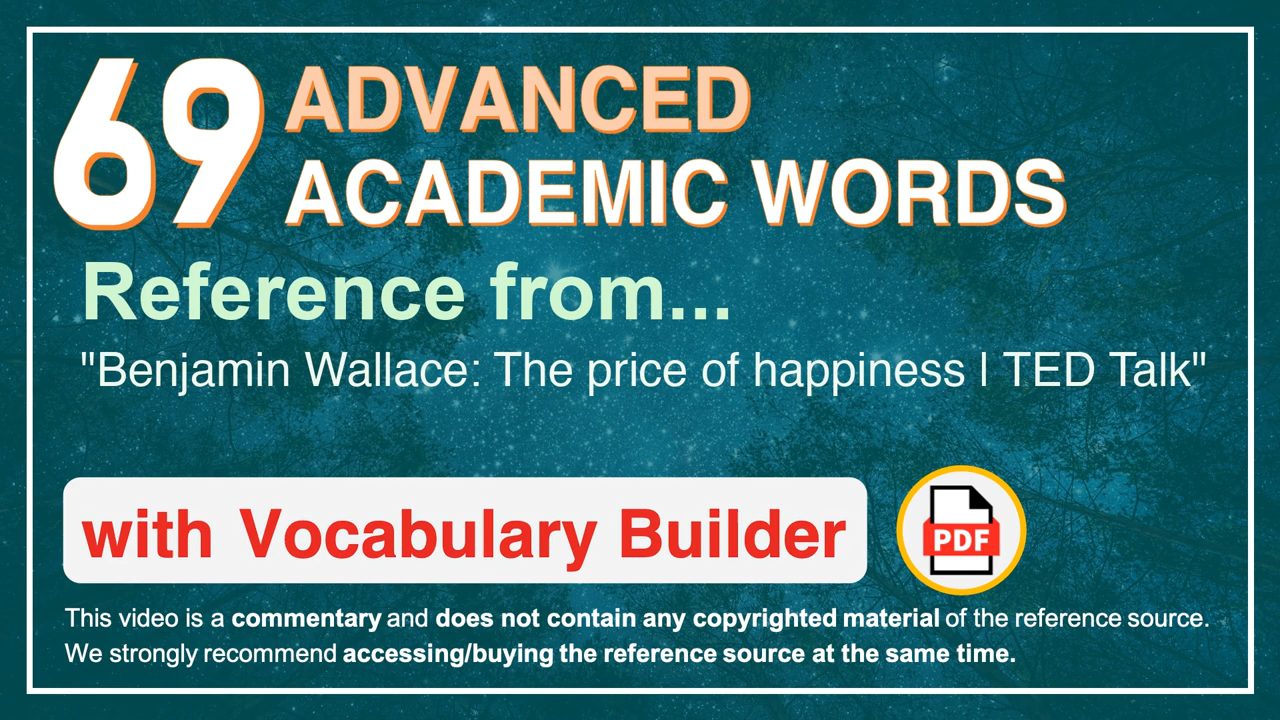 69 ADVANCED
ACADEMIC WORDS
Reference from...
"Benjamin Wallace: The price of happiness | TED Talk"
with Vocabulary Builder
PDF
This video is a commentary and does not contain any copyrighted material of the reference source.
We strongly recommend accessing/buying the reference source at the same time.